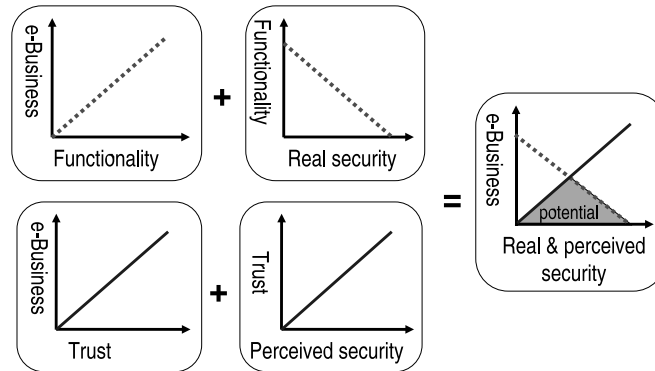 e-Business
Functionality
+
Functionality
Real security
e-Business
Trust
+
Trust
Perceived security
=
e-Business
potential
Real & perceived
security